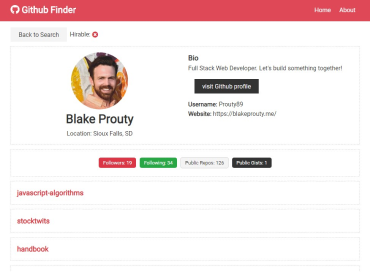 Github Finder
Home
About
Back to Search
Hirable:
Bio
Full Stack Web Developer. Let's build something together!
visit Github profile
Blake Prouty
Username: Prouty89
Location: Sioux Falls, SD
Website: https://blakeprouty.me/
Followers: 19
Following: 34
Public Repos: 126
Public Gists: 1
javascript-algorithms
stocktwits
handbook